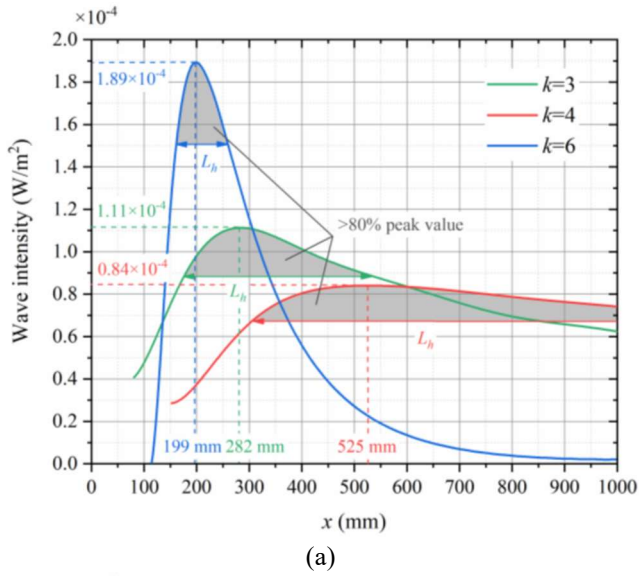 ×10⁻⁴
2.0
1.8
1.6
1.4
1.2
1.0
0.8
0.6
0.4
0.2
0.0
Wave intensity (W/m²)
1.89×10⁻⁴
1.11×10⁻⁴
0.84×10⁻⁴
k=3
k=4
k=6
L_h
>80% peak value
L_h
L_h
199 mm 282 mm 525 mm
0 100 200 300 400 500 600 700 800 900 1000
x (mm)
(a)